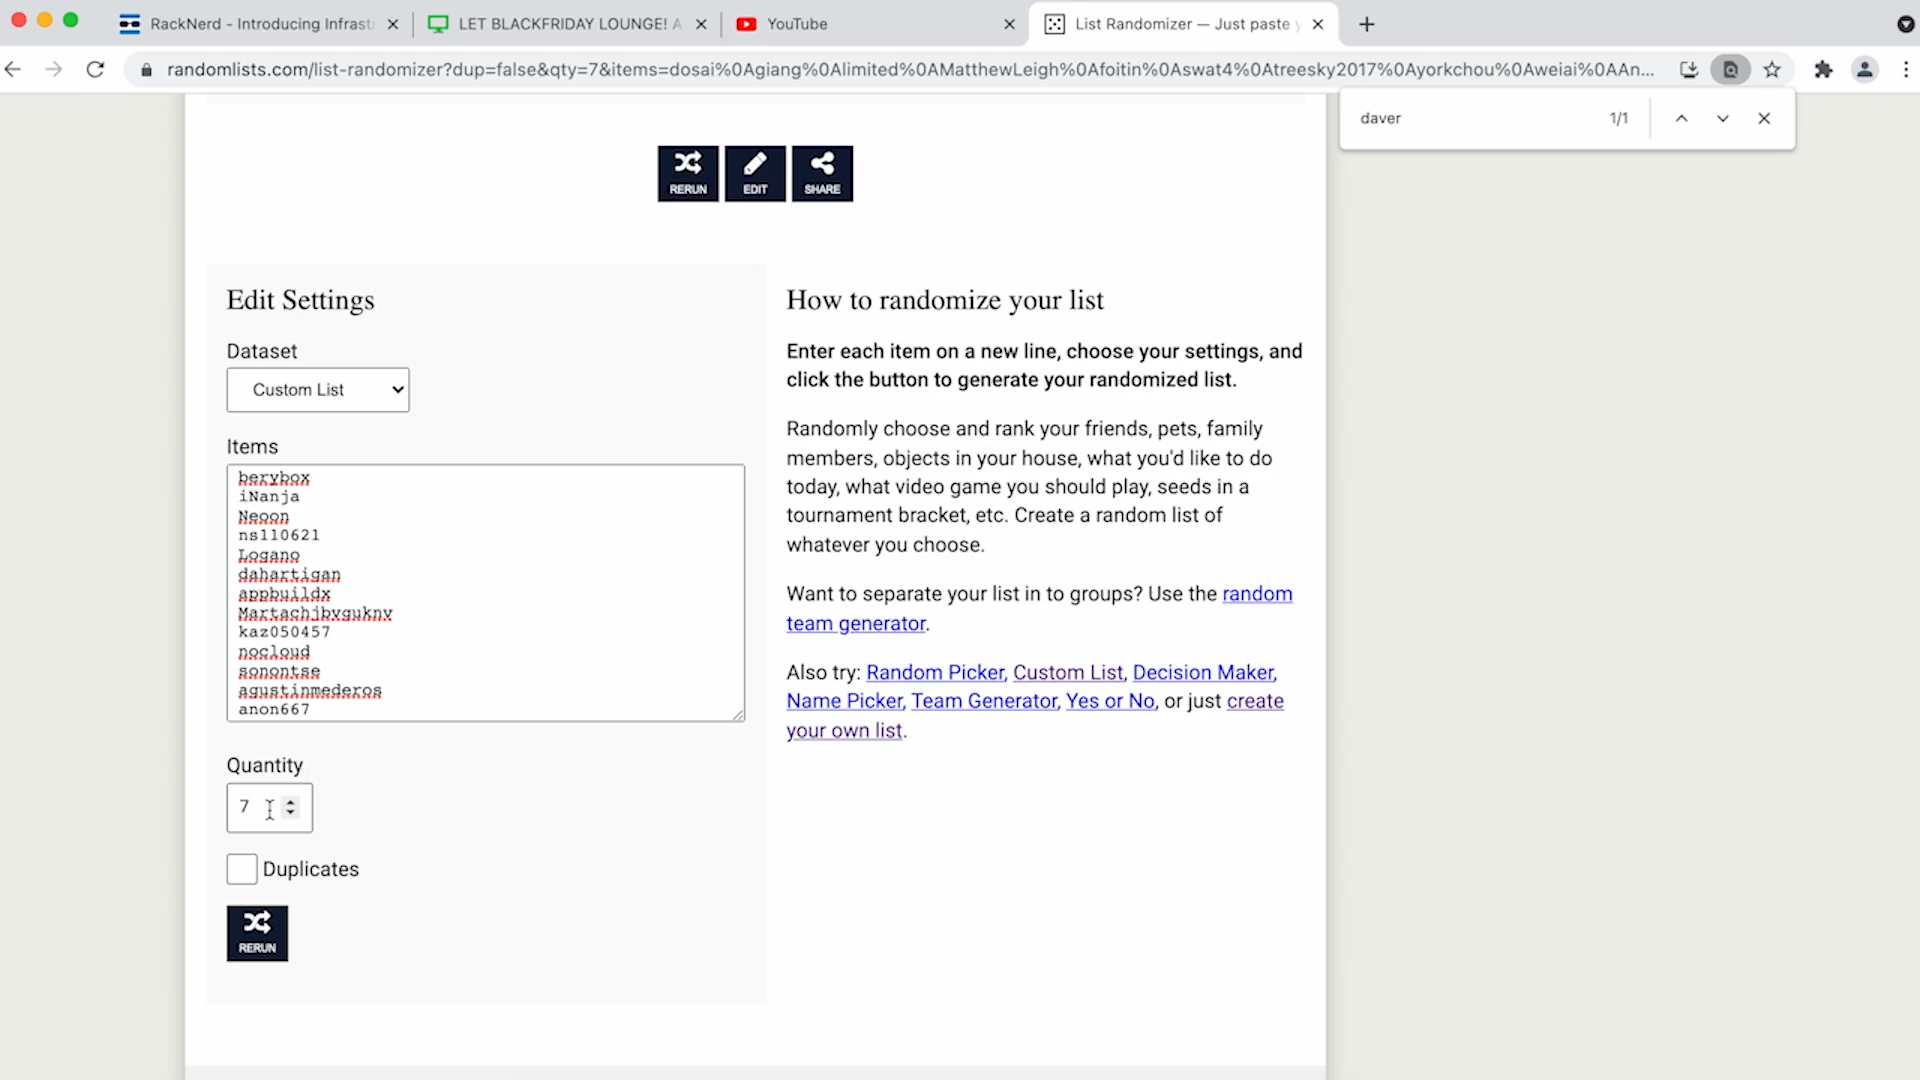 RackNerd - Introducing Infrast
LET BLACKFRIDAY LOUNGE! A
YouTube
List Randomizer — Just paste y
randomlists.com/list-randomizer?dup=false&qty=7&items=dosai%0Agiang%0Alimited%0AMatthewLeigh%0Afoitin%0Aswat4%0Atreesky2017%0Ayorkchou%0Aweiai%0AAn...
daver 1/1
RERUN EDIT SHARE
Edit Settings
Dataset
Custom List
Items
berybox
iNanja
Neoon
ns110621
Logano
dahartigan
appbuildx
Martachjbvguknv
kaz050457
nocloud
sonontse
agustinmederos
anon667
Quantity
7
Duplicates
RERUN
How to randomize your list
Enter each item on a new line, choose your settings, and
click the button to generate your randomized list.
Randomly choose and rank your friends, pets, family
members, objects in your house, what you'd like to do
today, what video game you should play, seeds in a
tournament bracket, etc. Create a random list of
whatever you choose.
Want to separate your list in to groups? Use the random
team generator.
Also try: Random Picker, Custom List, Decision Maker,
Name Picker, Team Generator, Yes or No, or just create
your own list.